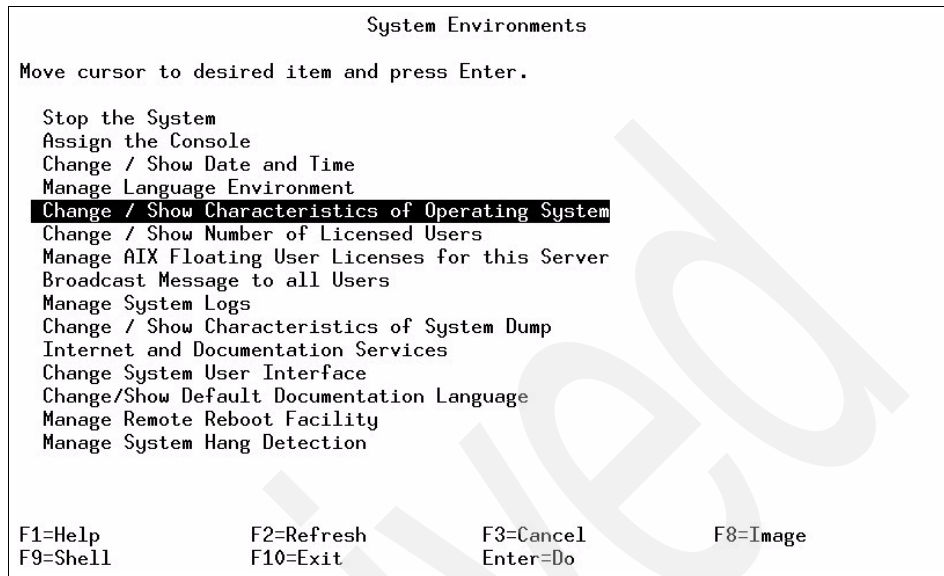 System Environments
Move cursor to desired item and press Enter.
Stop the System
Assign the Console
Change / Show Date and Time
Manage Language Environment
Change / Show Characteristics of Operating System
Change / Show Number of Licensed Users
Manage AIX Floating User Licenses for this Server
Broadcast Message to all Users
Manage System Logs
Change / Show Characteristics of System Dump
Internet and Documentation Services
Change System User Interface
Change/Show Default Documentation Language
Manage Remote Reboot Facility
Manage System Hang Detection
F1=Help F2=Refresh F3=Cancel F8=Image
F9=Shell F10=Exit Enter=Do